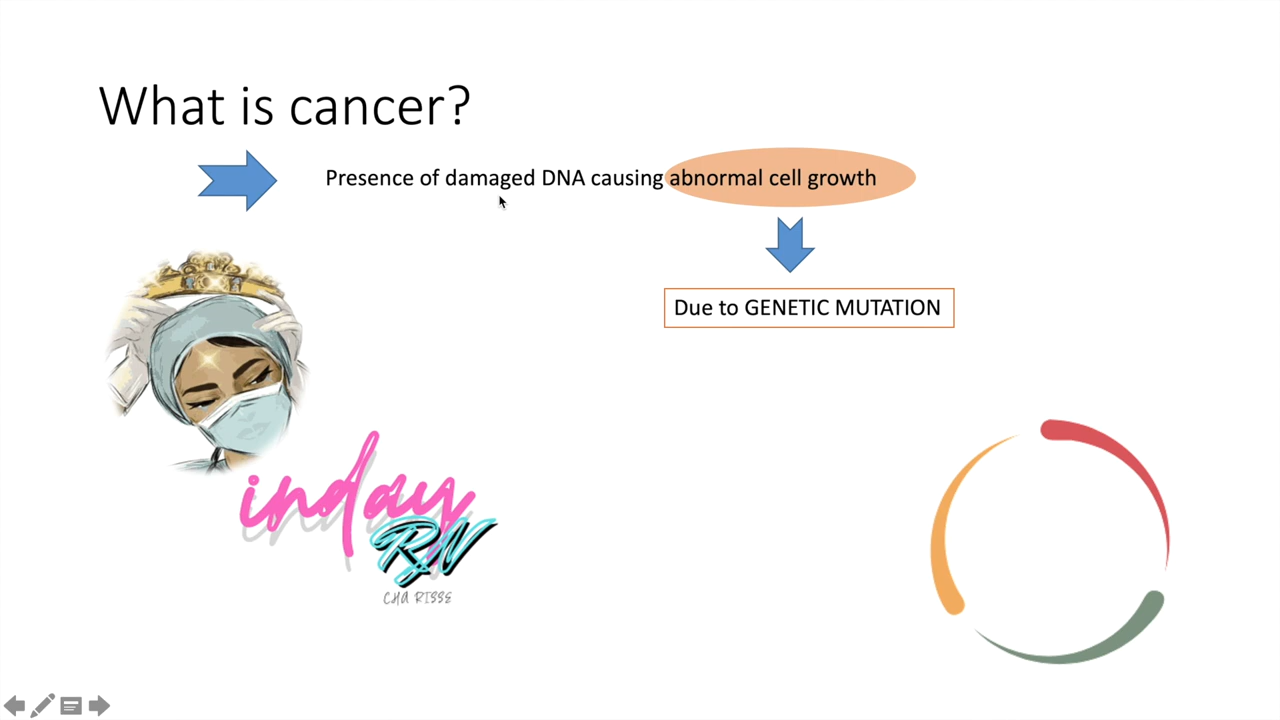 What is cancer?
Presence of damaged DNA causing abnormal cell growth
Due to GENETIC MUTATION
inday
RN
CHA RISSE